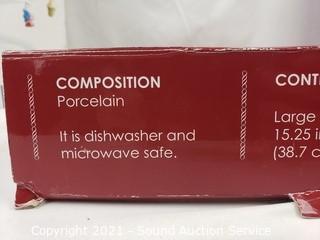 COMPOSITION
Porcelain
It is dishwasher and
microwave safe.
CONT
Large
15.25 i
(38.7 c
Copyright 2021 - Sound Auction Service